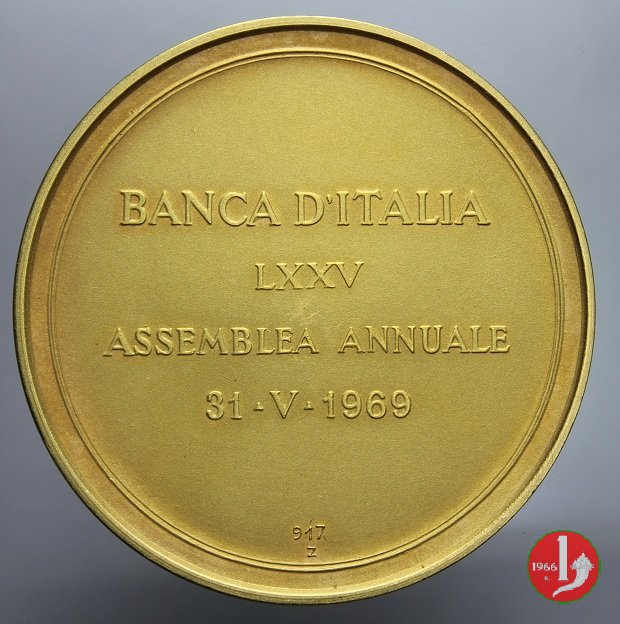 BANCA D'ITALIA
LXXV
ASSEMBLEA ANNUALE
31-V-1969
917
Z
1966
R.